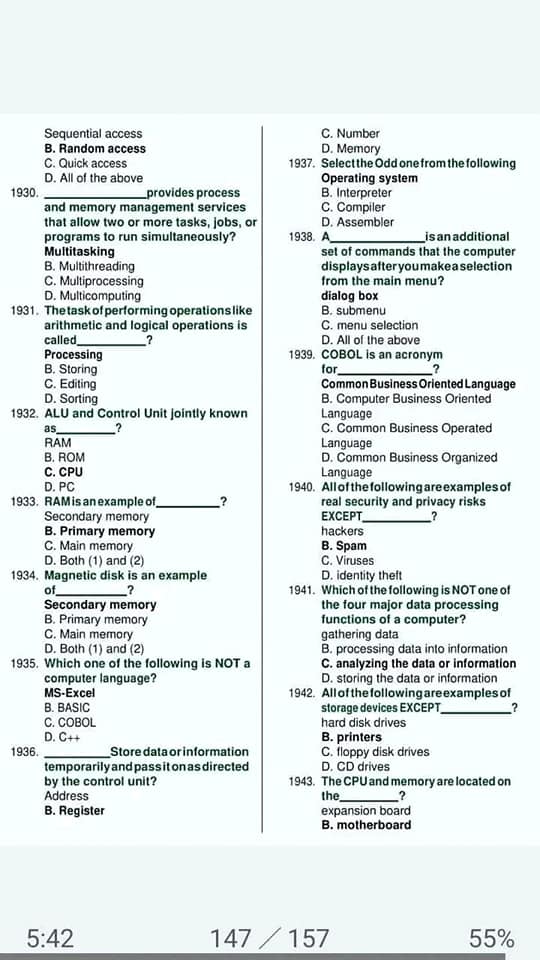 Sequential access
B. Random access
C. Quick access
D. All of the above
1930. ________________provides process
and memory management services
that allow two or more tasks, jobs, or
programs to run simultaneously?
Multitasking
B. Multithreading
C. Multiprocessing
D. Multicomputing
1931. The task of performing operations like
arithmetic and logical operations is
called___________?
Processing
B. Storing
C. Editing
D. Sorting
1932. ALU and Control Unit jointly known
as_________?
RAM
B. ROM
C. CPU
D. PC
1933. RAM is an example of__________?
Secondary memory
B. Primary memory
C. Main memory
D. Both (1) and (2)
1934. Magnetic disk is an example
of___________?
Secondary memory
B. Primary memory
C. Main memory
D. Both (1) and (2)
1935. Which one of the following is NOT a
computer language?
MS-Excel
B. BASIC
C. COBOL
D. C++
1936. __________Store data or information
temporarily and pass it on as directed
by the control unit?
Address
B. Register
C. Number
D. Memory
1937. Select the Odd one from the following
Operating system
B. Interpreter
C. Compiler
D. Assembler
1938. A_______________is an additional
set of commands that the computer
displays after you make a selection
from the main menu?
dialog box
B. submenu
C. menu selection
D. All of the above
1939. COBOL is an acronym
for_______________?
Common Business Oriented Language
B. Computer Business Oriented
Language
C. Common Business Operated
Language
D. Common Business Organized
Language
1940. All of the following are examples of
real security and privacy risks
EXCEPT___________?
hackers
B. Spam
C. Viruses
D. identity theft
1941. Which of the following is NOT one of
the four major data processing
functions of a computer?
gathering data
B. processing data into information
C. analyzing the data or information
D. storing the data or information
1942. All of the following are examples of
storage devices EXCEPT___________?
hard disk drives
B. printers
C. floppy disk drives
D. CD drives
1943. The CPU and memory are located on
the_________?
expansion board
B. motherboard
5:42 147 / 157 55%